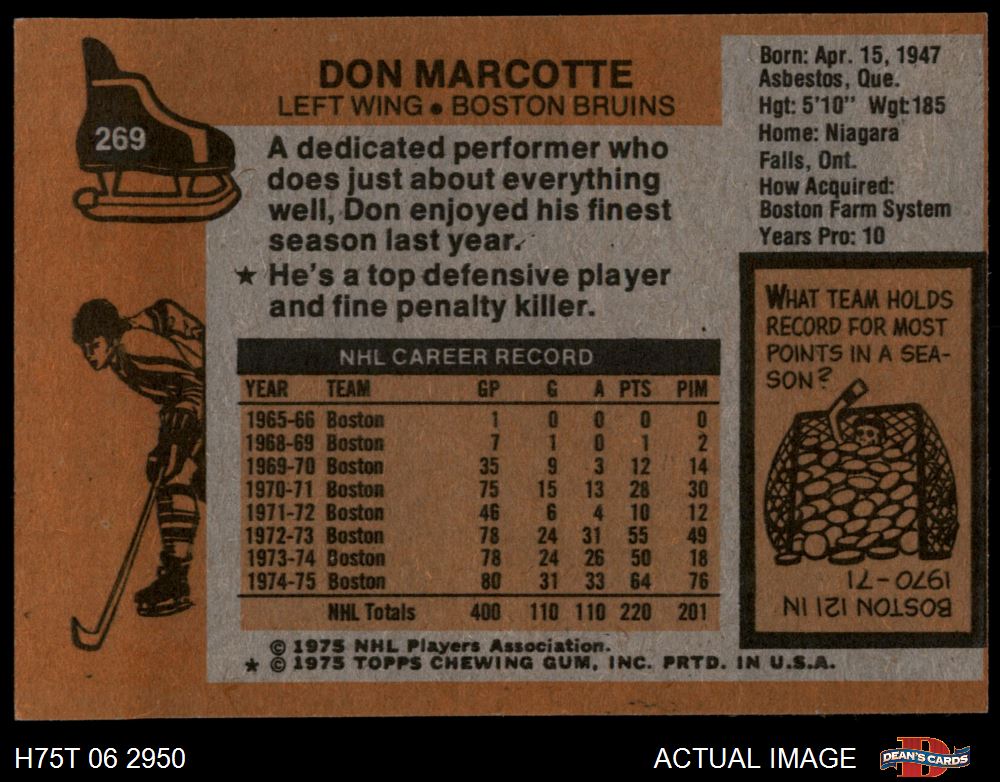 269
DON MARCOTTE
LEFT WING • BOSTON BRUINS
A dedicated performer who
does just about everything
well, Don enjoyed his finest
season last year.
★ He's a top defensive player
and fine penalty killer.
Born: Apr. 15, 1947
Asbestos, Que.
Hgt: 5'10" Wgt: 185
Home: Niagara
Falls, Ont.
How Acquired:
Boston Farm System
Years Pro: 10
NHL CAREER RECORD
YEAR TEAM GP G A PTS PIM
1965-66 Boston 1 0 0 0 0
1968-69 Boston 7 1 0 1 2
1969-70 Boston 35 9 3 12 14
1970-71 Boston 75 15 13 28 30
1971-72 Boston 46 6 4 10 12
1972-73 Boston 78 24 31 55 49
1973-74 Boston 78 24 26 50 18
1974-75 Boston 80 31 33 64 76
NHL Totals 400 110 110 220 201
WHAT TEAM HOLDS
RECORD FOR MOST
POINTS IN A SEA-
SON?
BOSTON 121 IN
1970-71
© 1975 NHL Players Association.
★ © 1975 TOPPS CHEWING GUM, INC. PRTD. IN U.S.A.
H75T 06 2950
ACTUAL IMAGE
DEAN'S CARDS